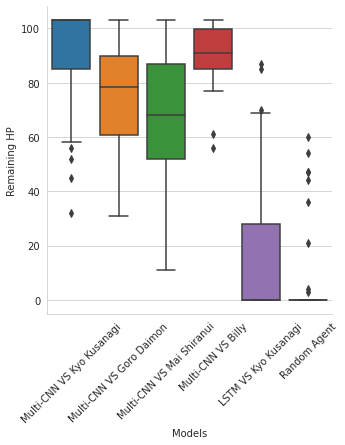 100
80
60
40
20
0
Remaining HP
Multi-CNN VS Kyo Kusanagi
Multi-CNN VS Goro Daimon
Multi-CNN VS Mai Shiranui
Multi-CNN VS Billy
LSTM VS Kyo Kusanagi
Random Agent
Models